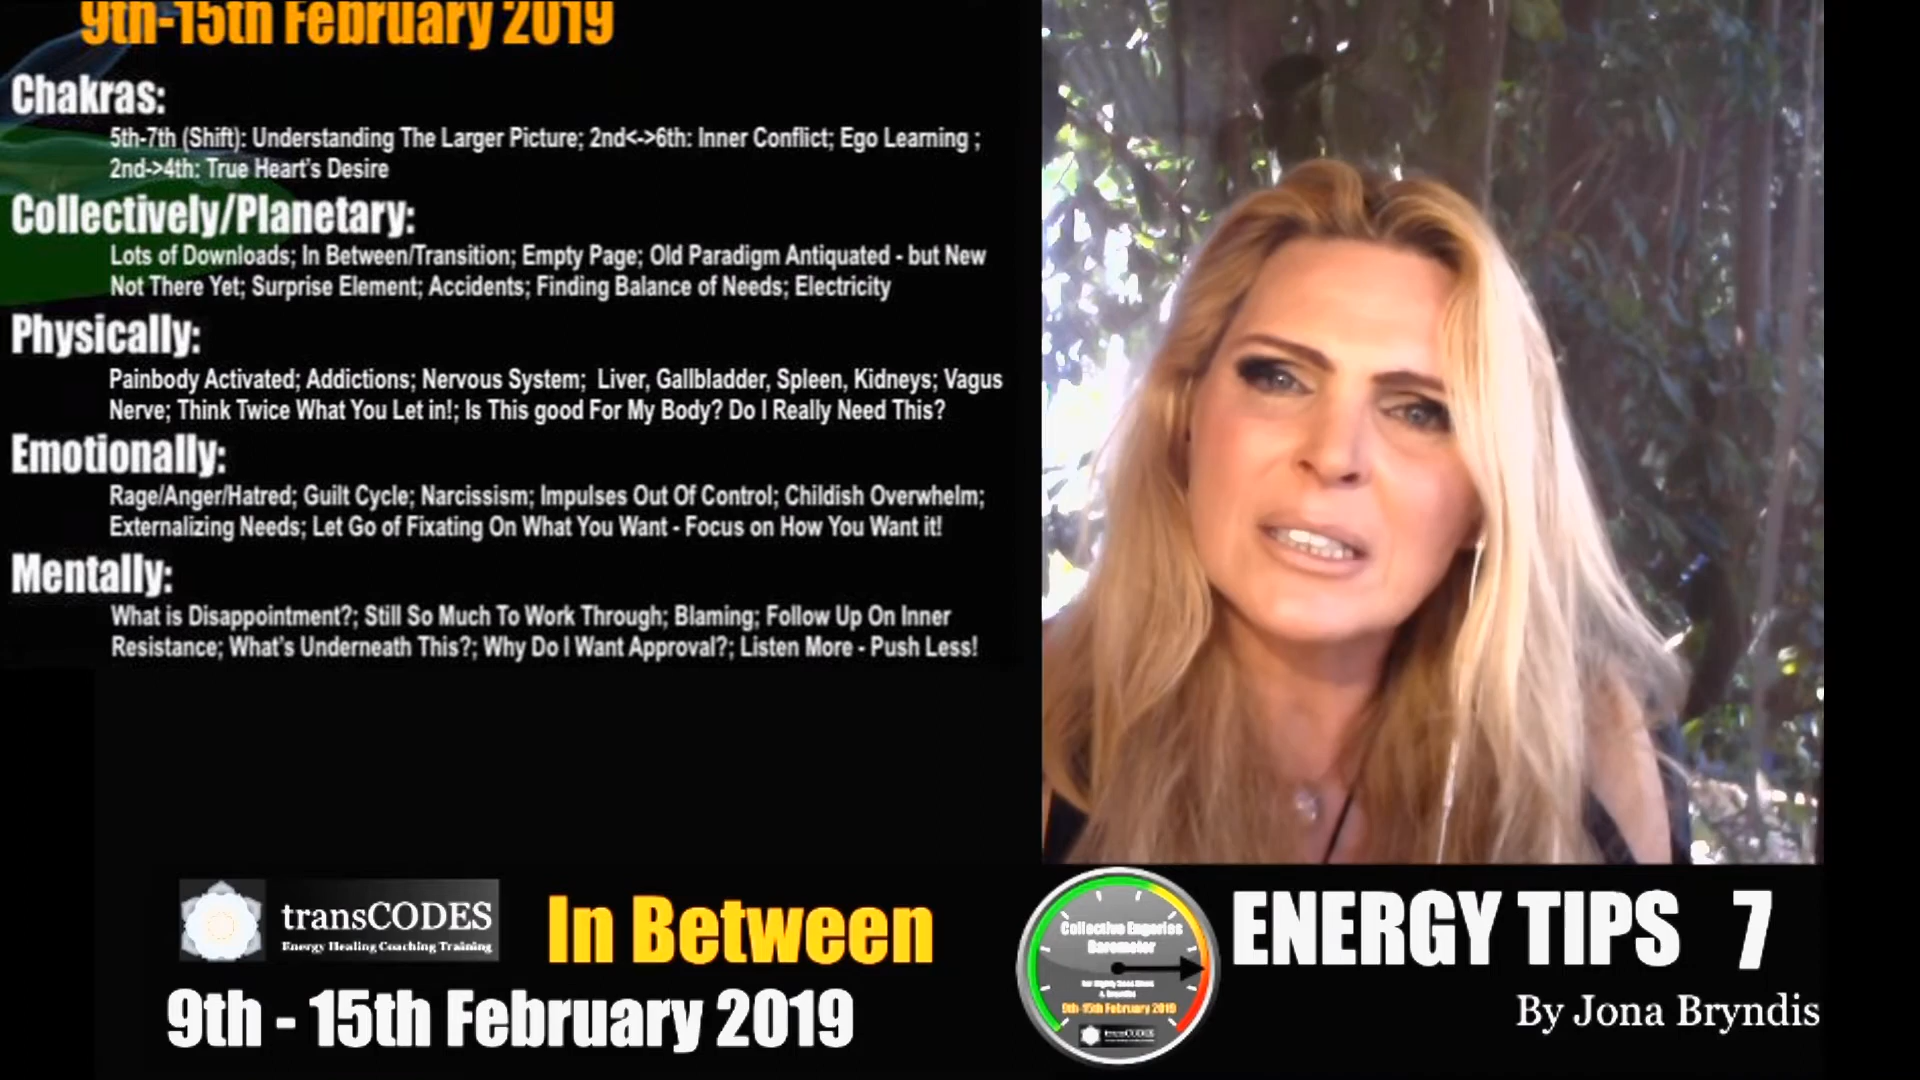 9th-15th February 2019
Chakras:
5th-7th (Shift): Understanding The Larger Picture; 2nd<->6th: Inner Conflict; Ego Learning ;
2nd->4th: True Heart's Desire
Collectively/Planetary:
Lots of Downloads; In Between/Transition; Empty Page; Old Paradigm Antiquated - but New
Not There Yet; Surprise Element; Accidents; Finding Balance of Needs; Electricity
Physically:
Painbody Activated; Addictions; Nervous System;  Liver, Gallbladder, Spleen, Kidneys; Vagus
Nerve; Think Twice What You Let in!; Is This good For My Body? Do I Really Need This?
Emotionally:
Rage/Anger/Hatred; Guilt Cycle; Narcissism; Impulses Out Of Control; Childish Overwhelm;
Externalizing Needs; Let Go of Fixating On What You Want - Focus on How You Want it!
Mentally:
What is Disappointment?; Still So Much To Work Through; Blaming; Follow Up On Inner
Resistance; What's Underneath This?; Why Do I Want Approval?; Listen More - Push Less!
transCODES
Energy Healing Coaching Training
In Between
9th - 15th February 2019
Collective Engeries
Barometer
9th-15th February 2019
transCODES
ENERGY TIPS 7
By Jona Bryndis